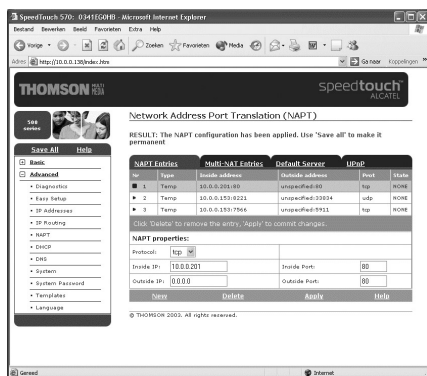 SpeedTouch 570: 0341EG0HB - Microsoft Internet Explorer
Bestand Bewerken Beeld Favorieten Extra Help
Vorige Zoeken Favorieten Media
Adres http://10.0.0.138/index.htm Ga naar Koppelingen
THOMSON speedtouch™
ALCATEL
500
series
Save All Help
Basic
Advanced
Diagnostics
Easy Setup
IP Addresses
IP Routing
NAPT
DHCP
DNS
System
System Password
Templates
Language
Network Address Port Translation (NAPT)
RESULT: The NAPT configuration has been applied. Use 'Save all' to make it
permanent
NAPT Entries Multi-NAT Entries Default Server UPnP
Nr Type Inside address Outside address Prot State
1 Temp 10.0.0.201:80 unspecified:80 tcp NONE
2 Temp 10.0.0.153:8221 unspecified:33834 udp NONE
3 Temp 10.0.0.153:7566 unspecified:5911 tcp NONE
Click 'Delete' to remove the entry, 'Apply' to commit changes.
NAPT properties:
Protocol: tcp
Inside IP: 10.0.0.201 Inside Port: 80
Outside IP: 0.0.0.0 Outside Port: 80
New Delete Apply Help
© THOMSON 2003. All rights reserved.
Gereed Internet